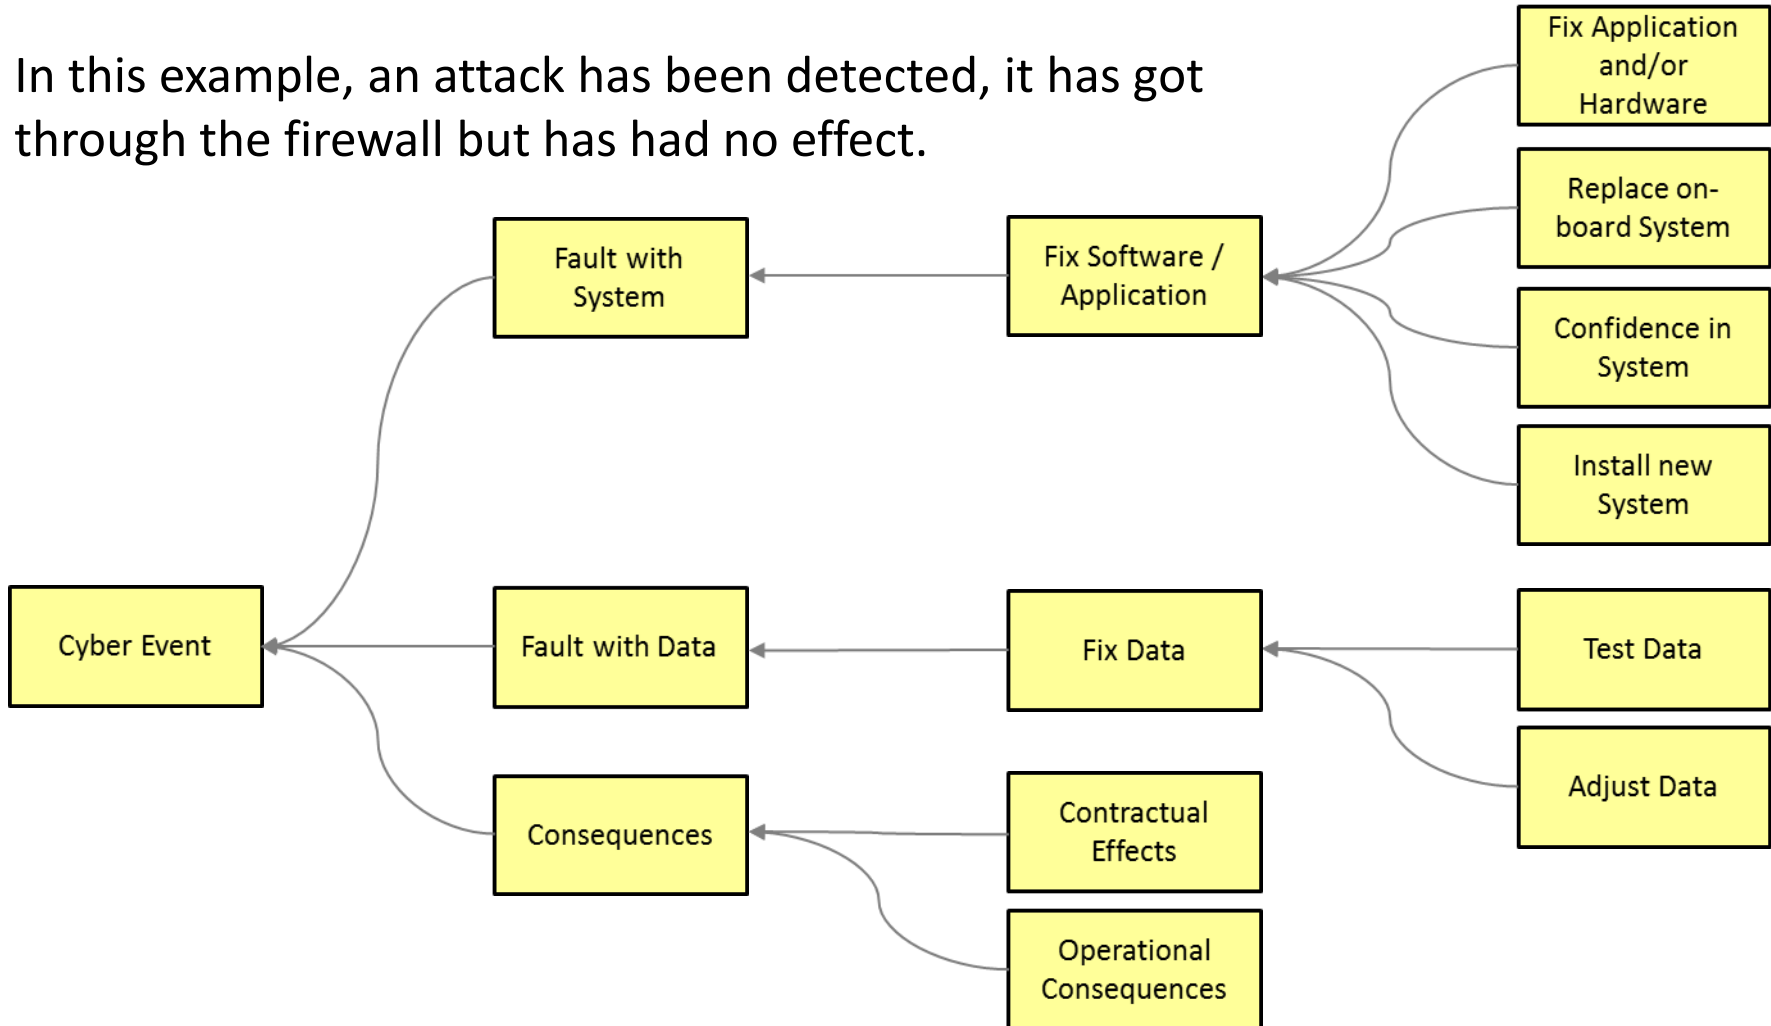 In this example, an attack has been detected, it has got
through the firewall but has had no effect.
Fix Application
and/or
Hardware
Replace on-
board System
Fault with
System
Fix Software /
Application
Confidence in
System
Install new
System
Cyber Event
Fault with Data
Fix Data
Test Data
Adjust Data
Consequences
Contractual
Effects
Operational
Consequences